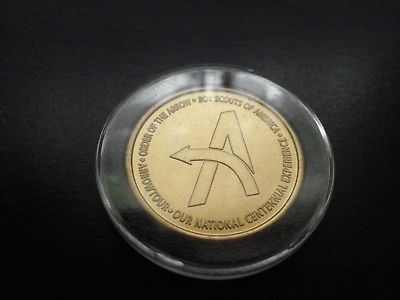 ORDER OF THE ARROW • BOY SCOUTS OF AMERICA •
ARROWTOUR • OUR NATIONAL CENTENNIAL EXPERIENCE •
A